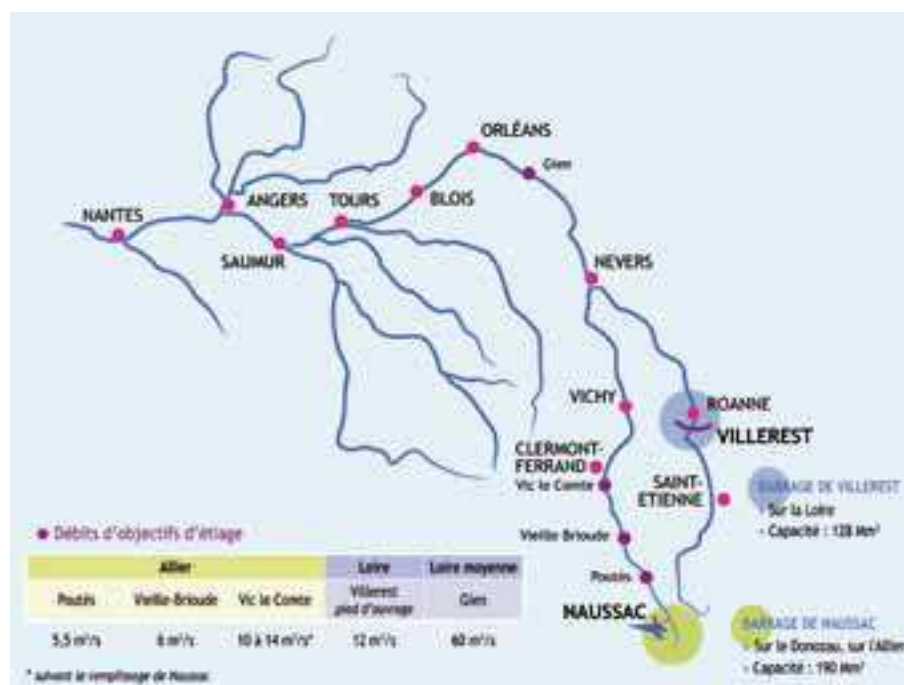 ORLÉANS
Gien
ANGERS
TOURS
BLOIS
NANTES
SAUMUR
NEVERS
VICHY
ROANNE
VILLEREST
CLERMONT-
FERRAND
Vic le Comte
SAINT-
ETIENNE
BARRAGE DE VILLEREST
- Sur la Loire
- Capacité : 128 Mm³
Vieille Brioude
Poutès
NAUSSAC
BARRAGE DE NAUSSAC
- Sur le Donozau, sur l'Allier
- Capacité : 190 Mm³
Débits d'objectifs d'étiage
Allier Loire Loire moyenne
Poutès Vieille-Brioude Vic le Comte Villerest Gien
pied d'ouvrage
5,5 m³/s 6 m³/s 10 à 14 m³/s* 12 m³/s 60 m³/s
* suivant le remplissage de Naussac